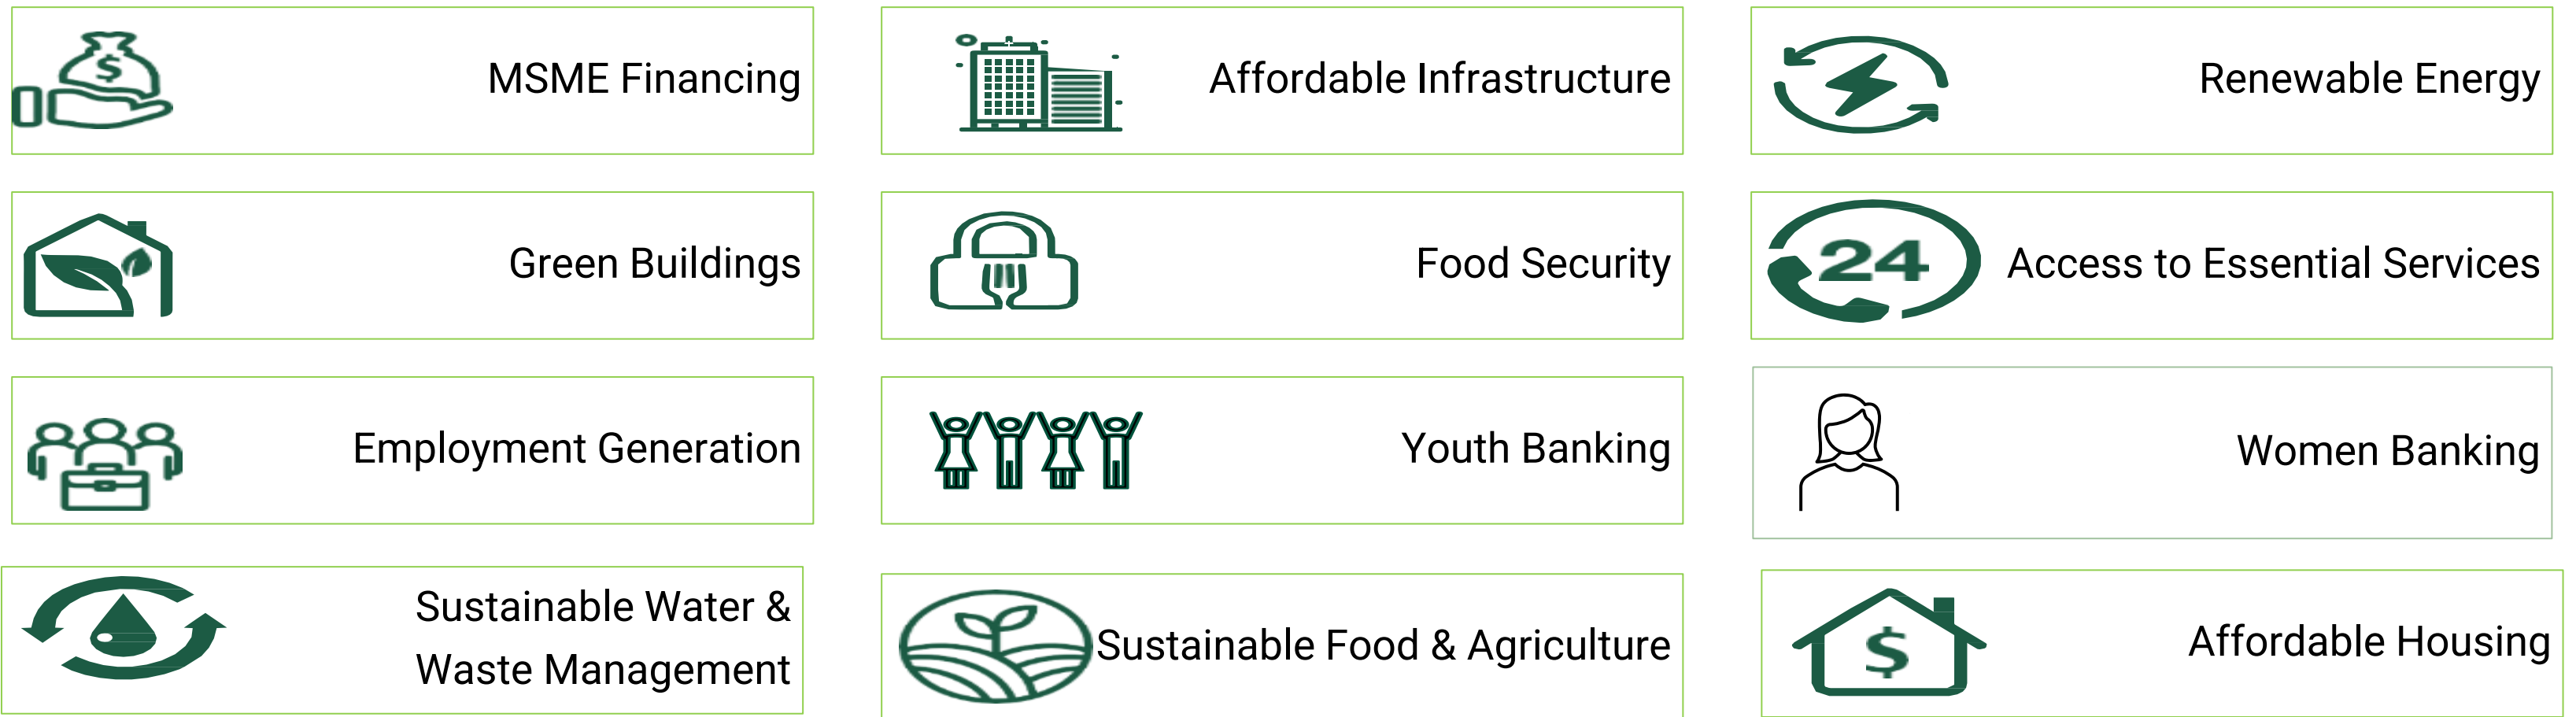 $
MSME Financing
Affordable Infrastructure
Renewable Energy
Green Buildings
Food Security
24
Access to Essential Services
Employment Generation
Youth Banking
Women Banking
Sustainable Water &
Waste Management
Sustainable Food & Agriculture
$
Affordable Housing